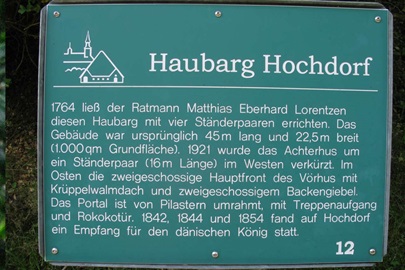 Haubarg Hochdorf
1764 ließ der Ratmann Matthias Eberhard Lorentzen
diesen Haubarg mit vier Ständerpaaren errichten. Das
Gebäude war ursprünglich 45m lang und 22,5m breit
(1.000qm Grundfläche). 1921 wurde das Achterhus um
ein Ständerpaar (16m Länge) im Westen verkürzt. Im
Osten die zweigeschossige Hauptfront des Vörhus mit
Krüppelwalmdach und zweigeschossigem Backengiebel.
Das Portal ist von Pilastern umrahmt, mit Treppenaufgang
und Rokokotür. 1842, 1844 und 1854 fand auf Hochdorf
ein Empfang für den dänischen König statt.
12